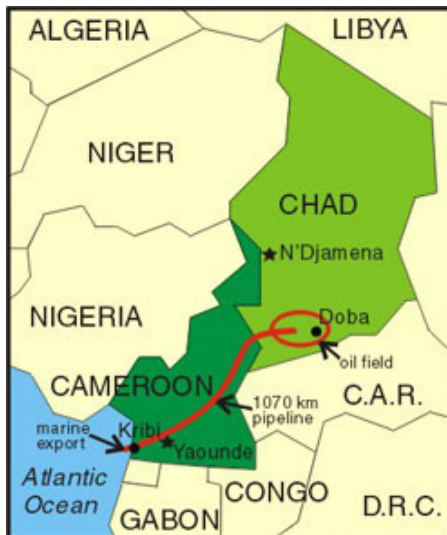 ALGERIA
LIBYA
NIGER
CHAD
N'Djamena
NIGERIA
Doba
oil field
CAMEROON
C.A.R.
1070 km
pipeline
marine
export
Kribi
Yaounde
Atlantic
Ocean
CONGO
GABON
D.R.C.